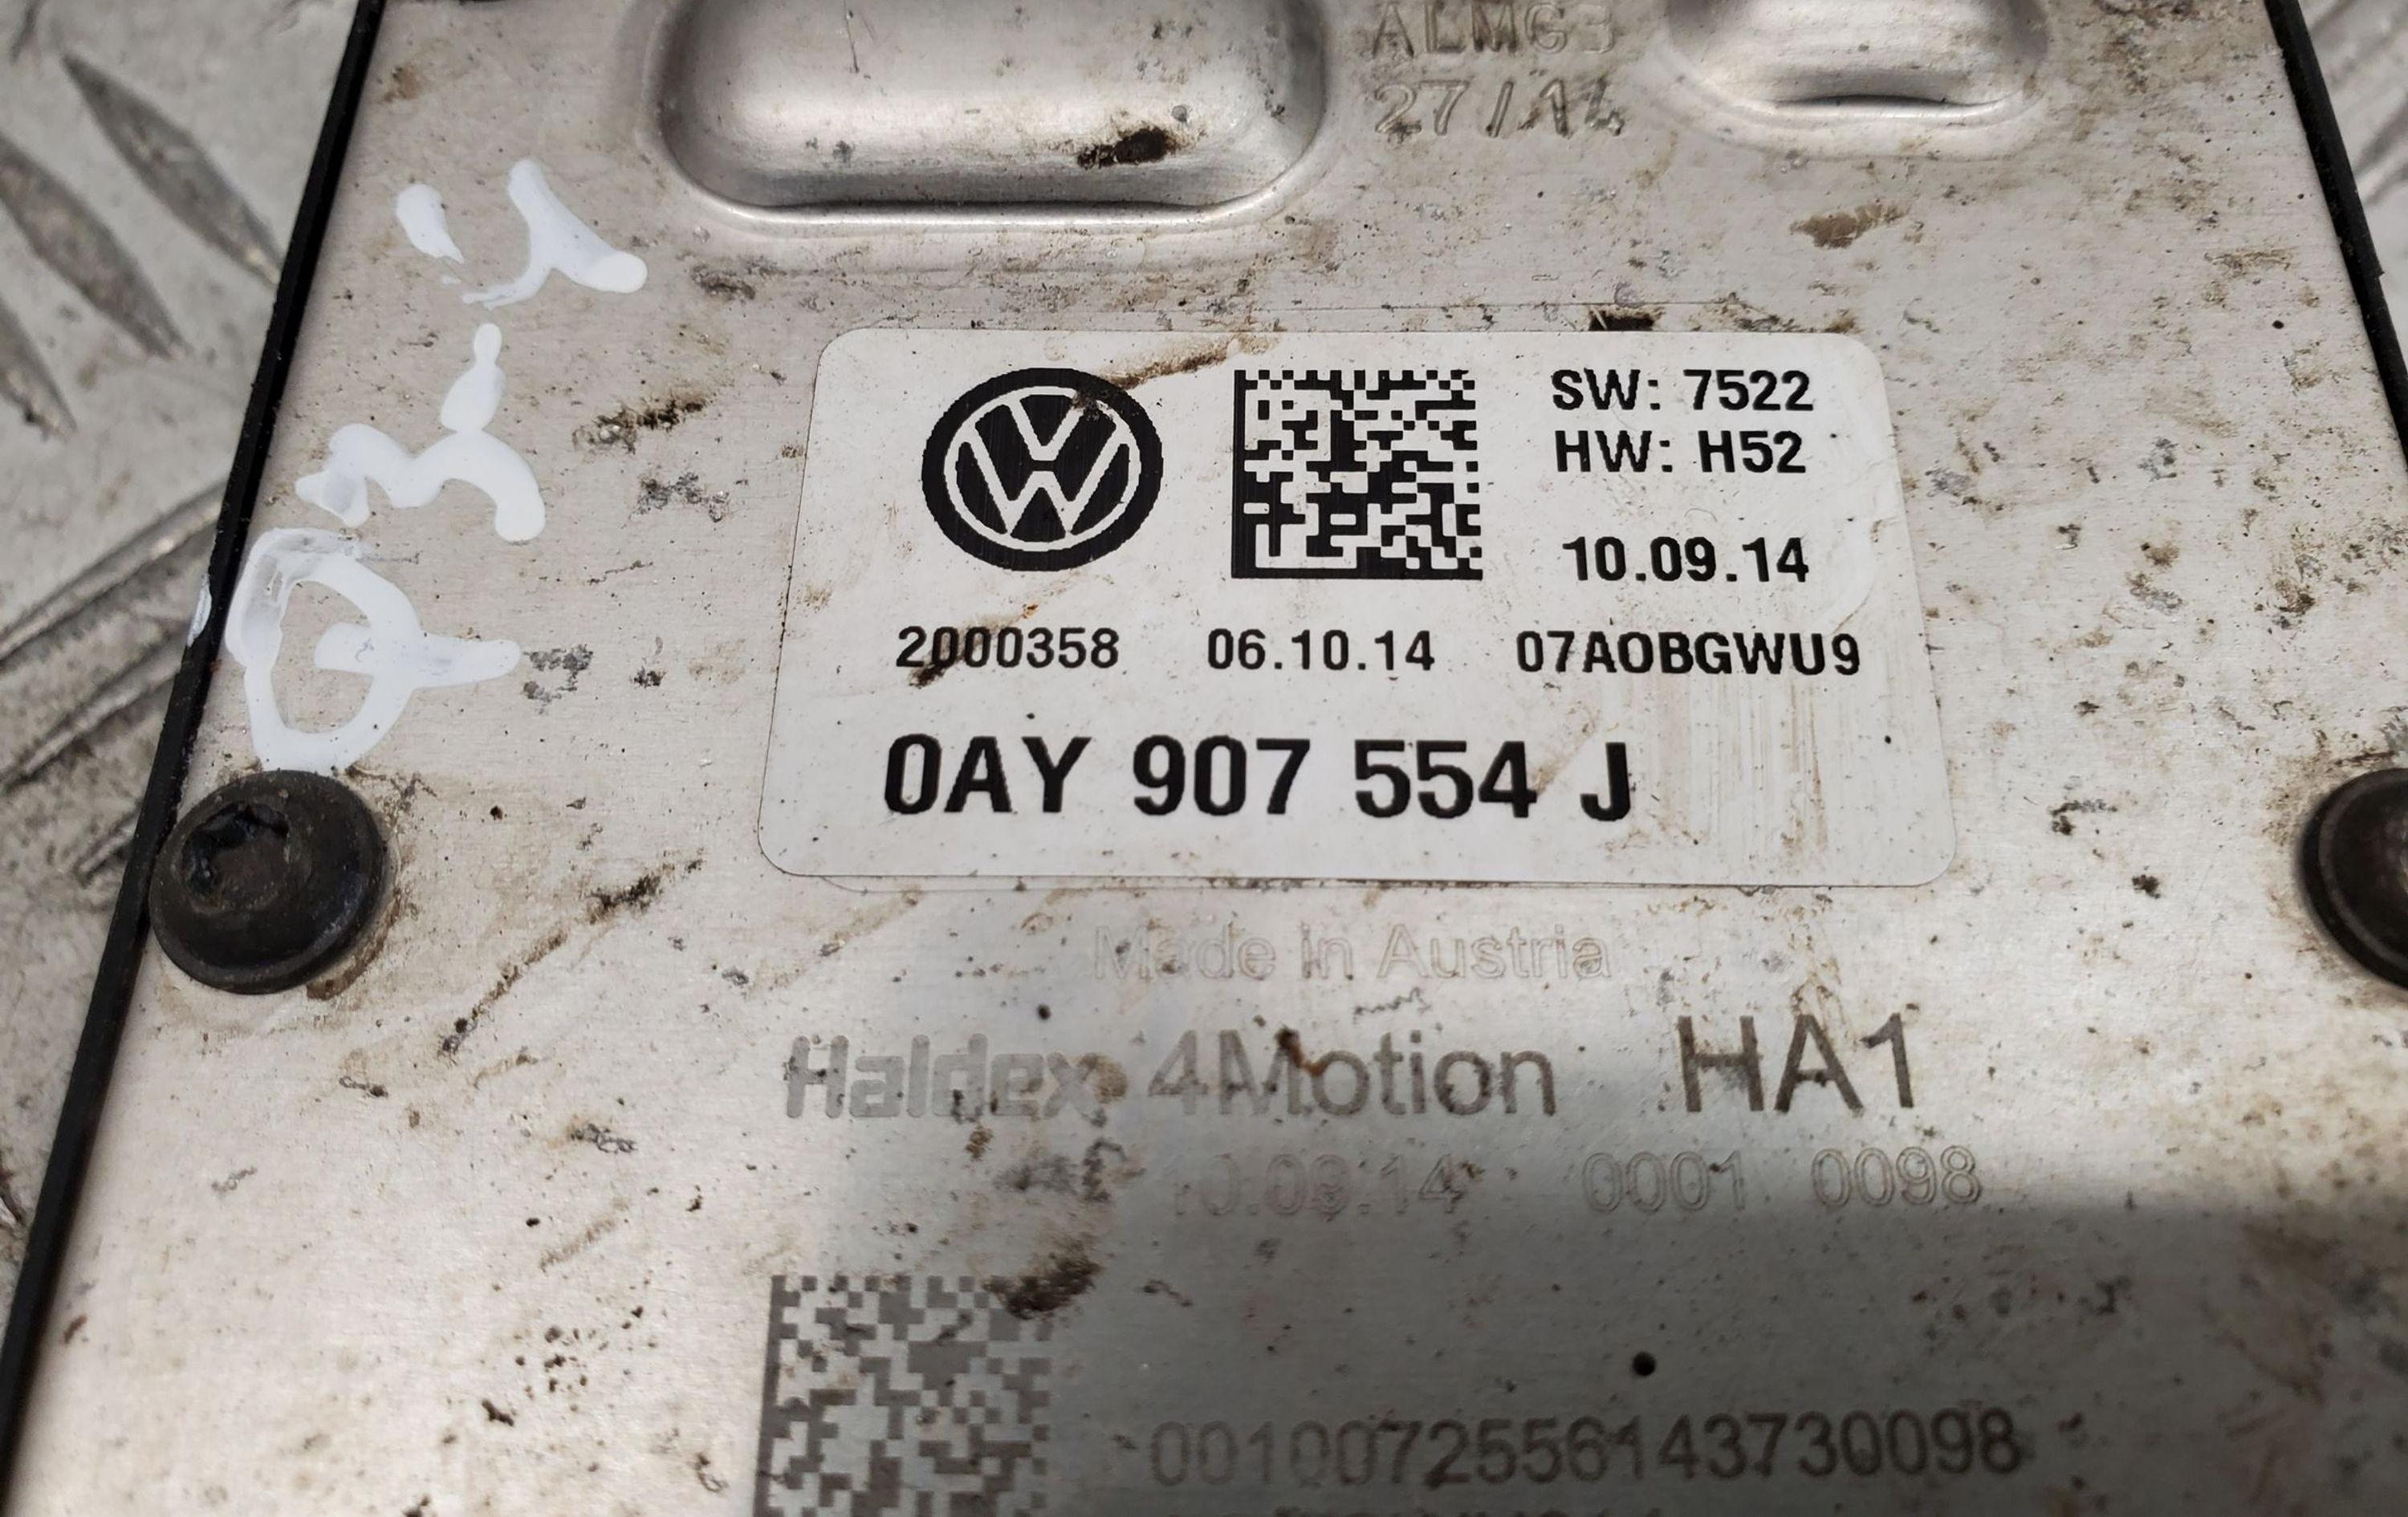 ALMG3
27/14
SW: 7522
HW: H52
10.09.14
2000358 06.10.14 07AOBGWU9
0AY 907 554 J
Made in Austria
Haldex 4Motion HA1
10.09.14 0001 0098
0010072556143730098